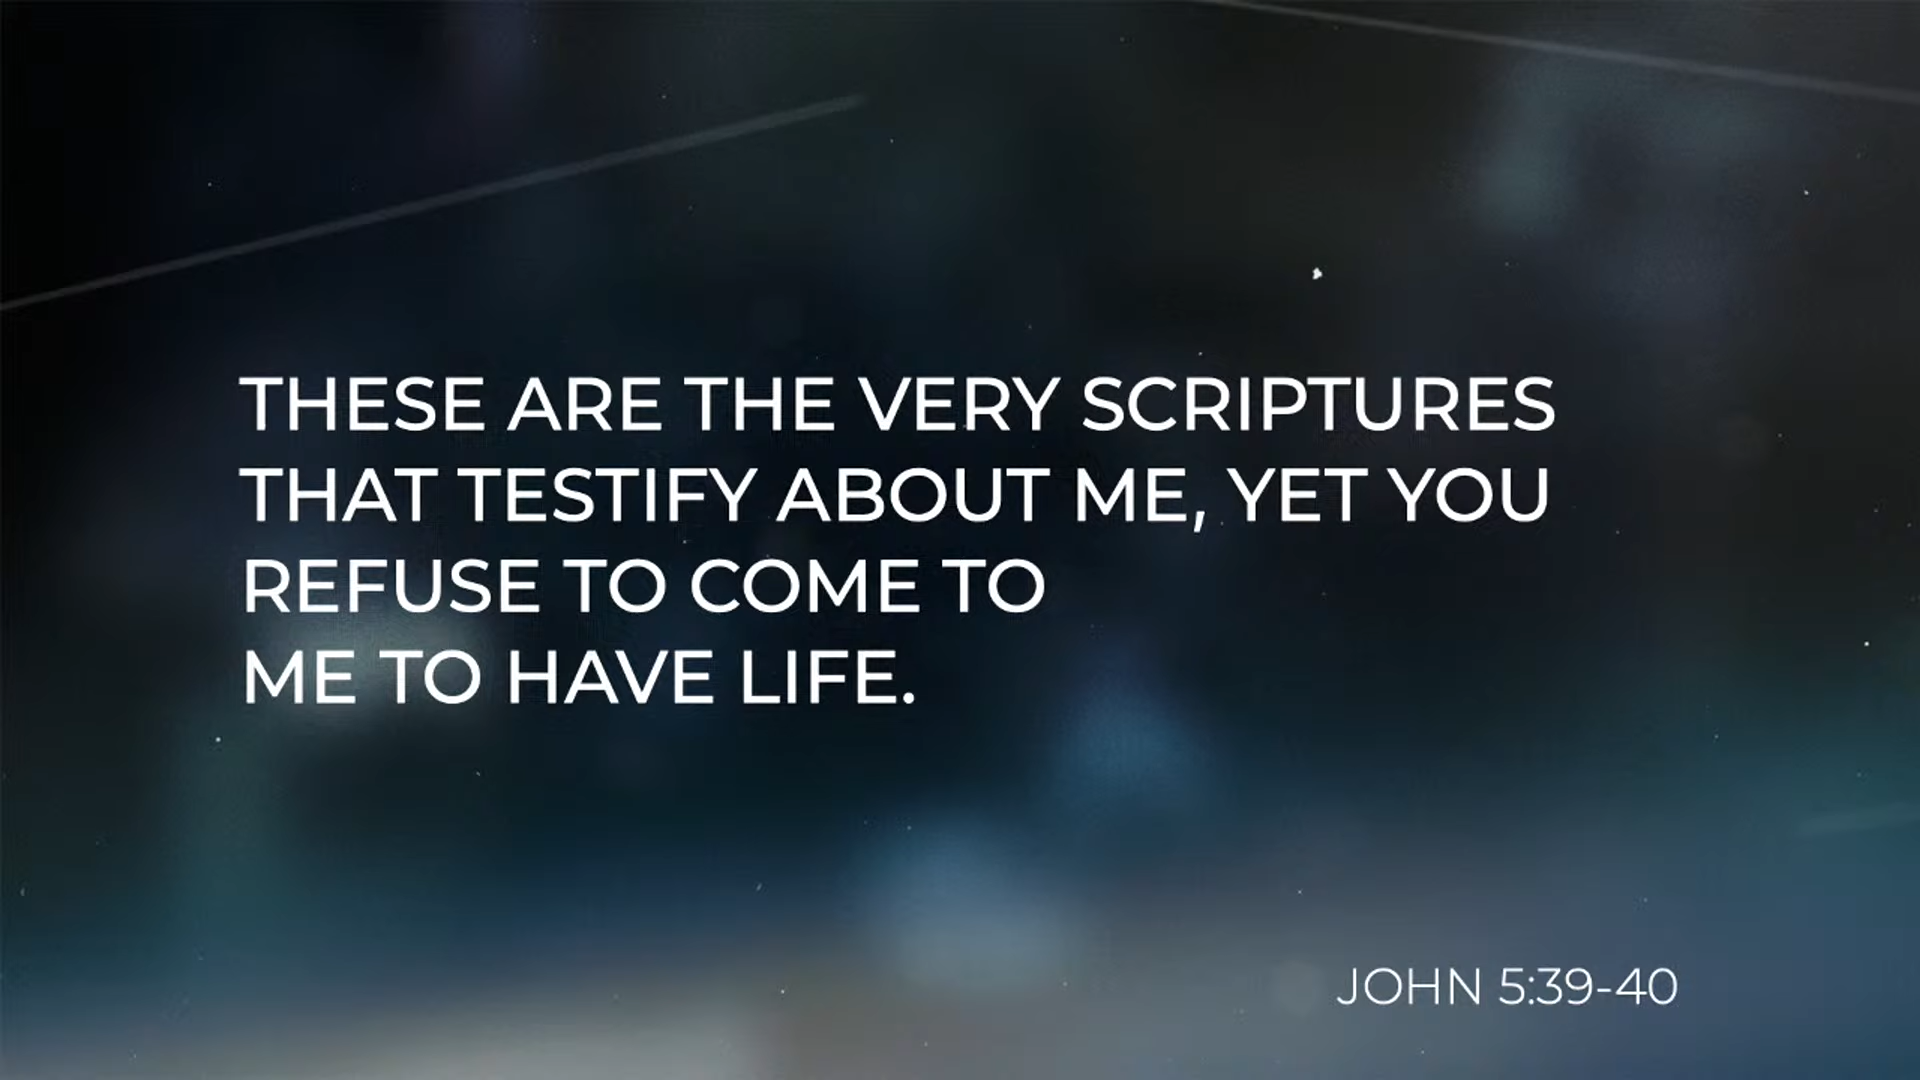 THESE ARE THE VERY SCRIPTURES
THAT TESTIFY ABOUT ME, YET YOU
REFUSE TO COME TO
ME TO HAVE LIFE.
JOHN 5:39-40